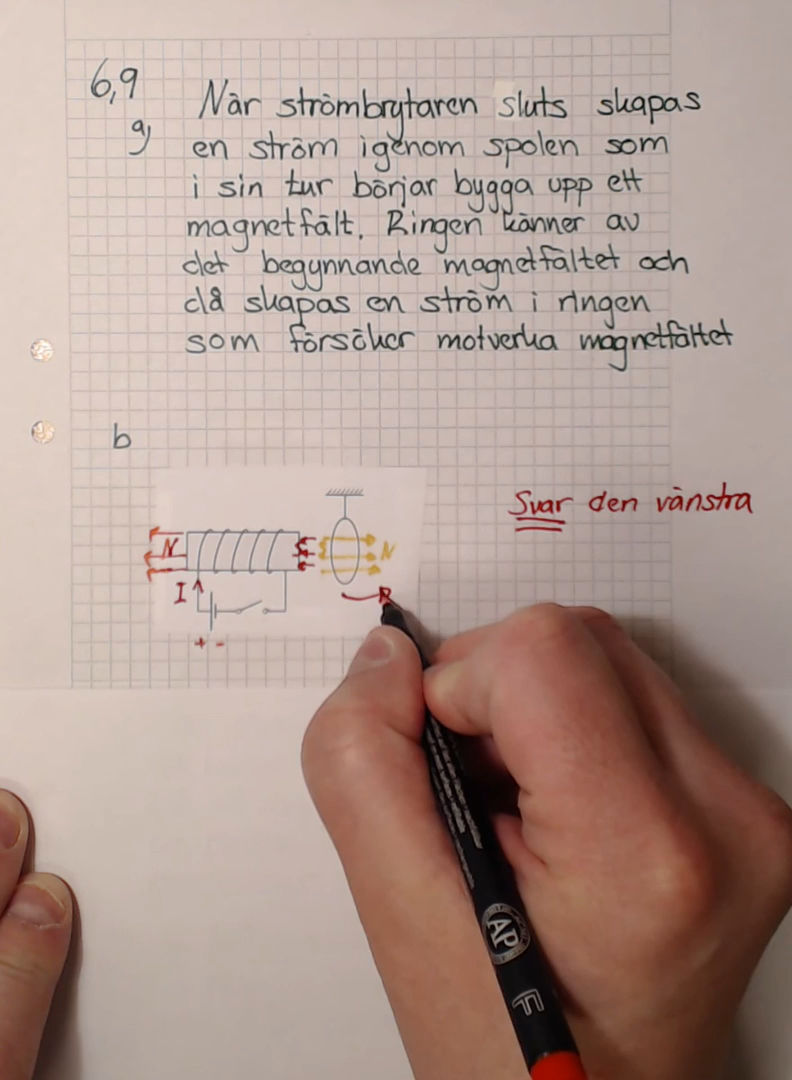 6,9
a) När strömbrytaren sluts skapas
en ström igenom spolen som
i sin tur börjar bygga upp ett
magnetfält. Ringen känner av
det begynnande magnetfältet och
då skapas en ström i ringen
som försöker motverka magnetfältet
b
Svar den vänstra
N S S N
I
+ -
AP
F